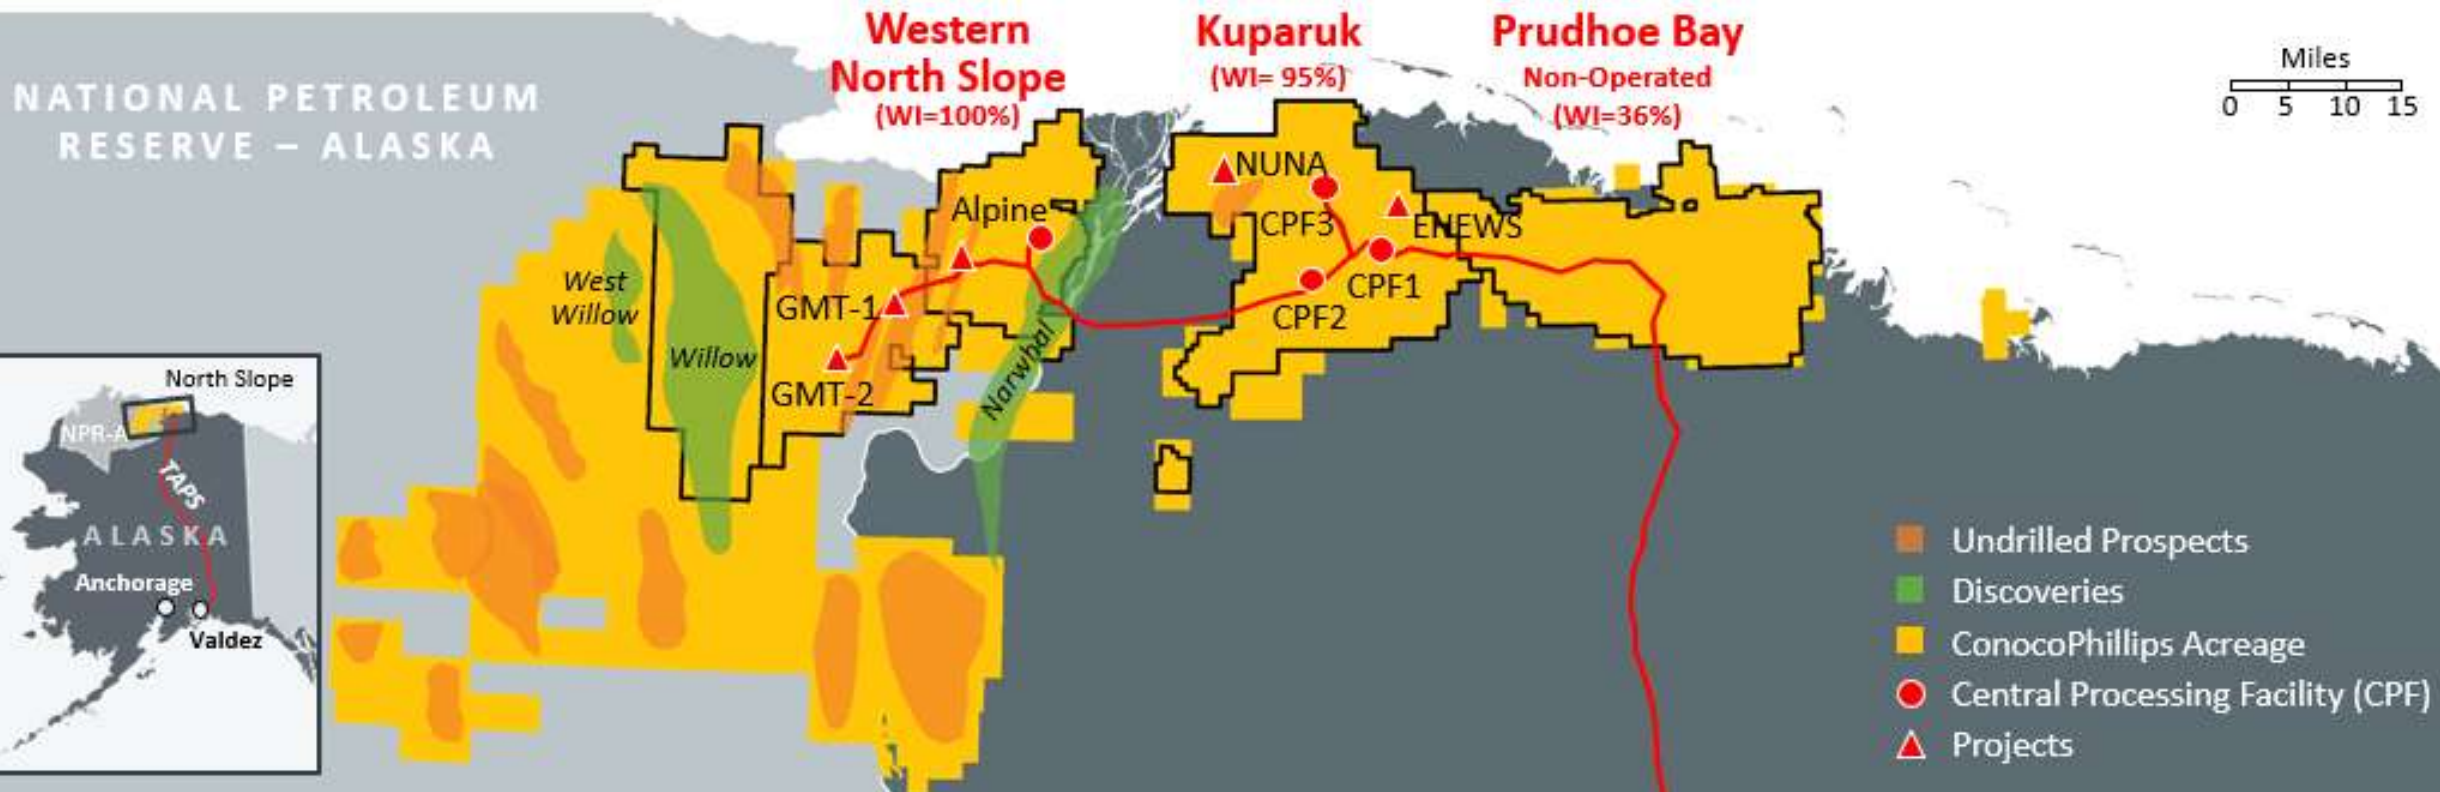 Western
North Slope
(WI=100%)
Kuparuk
(WI= 95%)
Prudhoe Bay
Non-Operated
(WI=36%)
Miles
0 5 10 15
NATIONAL PETROLEUM
RESERVE – ALASKA
NUNA
Alpine
CPF3
ENEWS
West
Willow
GMT-1
CPF1
CPF2
Willow
GMT-2
Narwhal
North Slope
NPR-A
TAPS
ALASKA
Anchorage
Valdez
Undrilled Prospects
Discoveries
ConocoPhillips Acreage
Central Processing Facility (CPF)
Projects